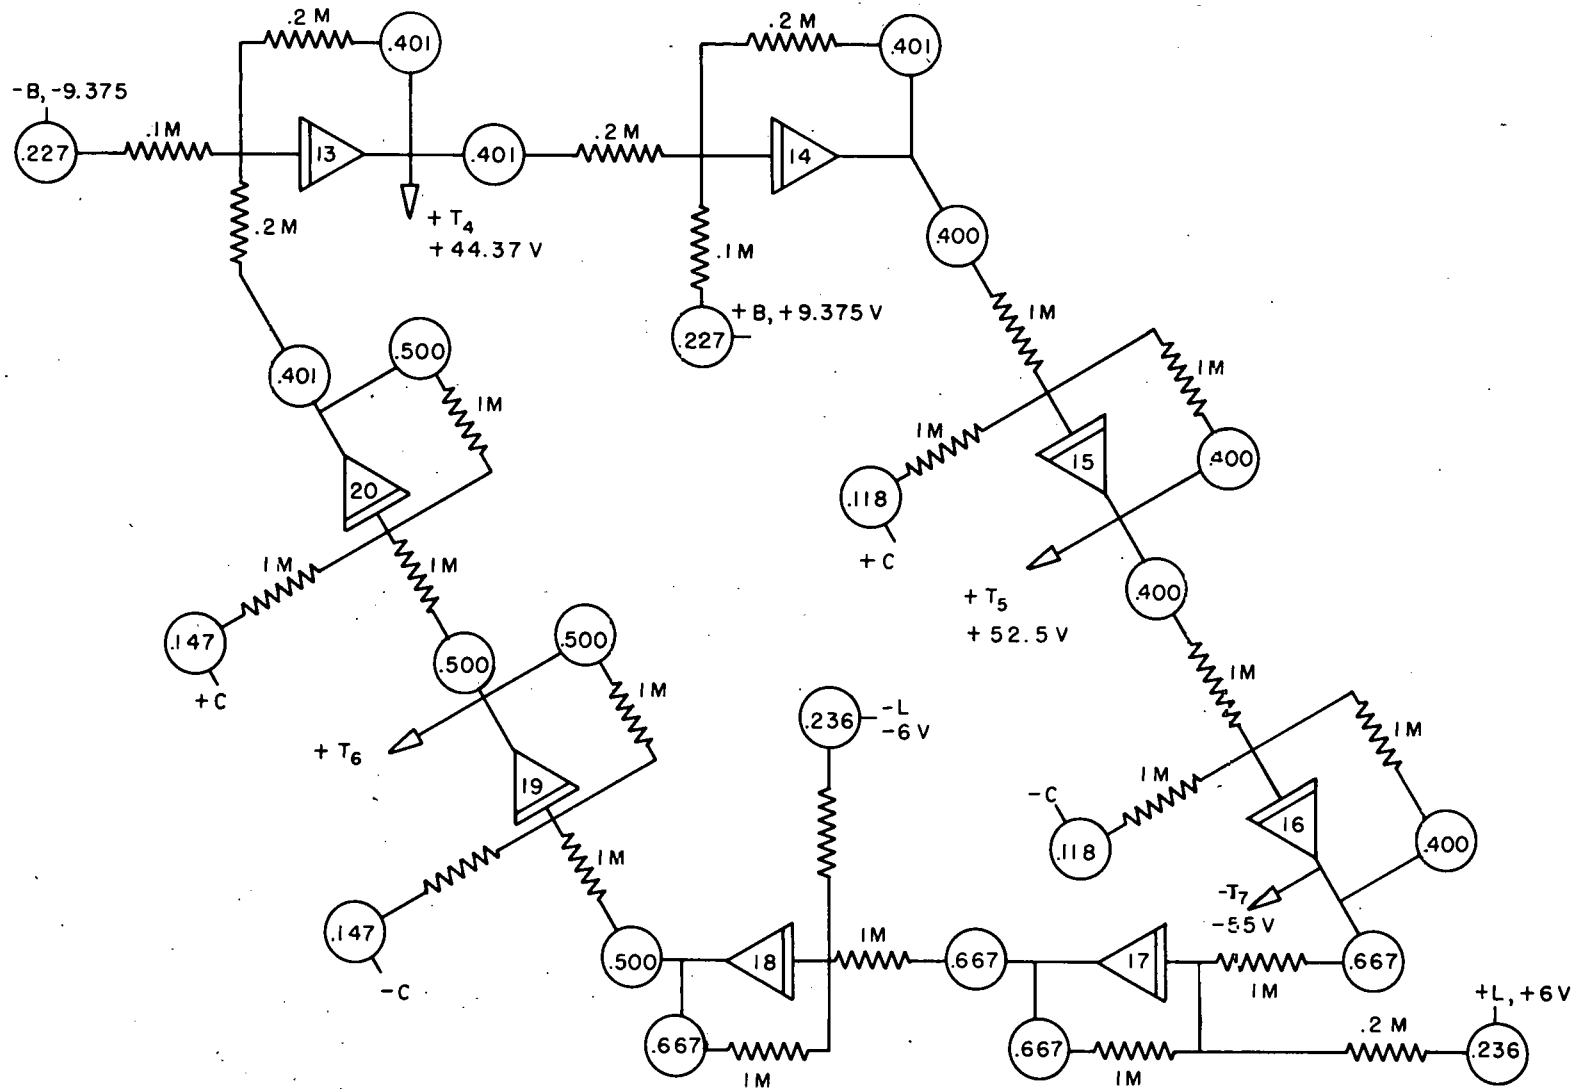 .2 M
.401
.2 M
.401
-B, -9.375
.227
.1M
13
.401
.2 M
14
+ T4
+44.37 V
.2M
.1M
.400
+B, +9.375 V
.227
1M
.401
.500
1M
1M
1M
15
.400
.118
+C
20
1M
1M
.147
+C
+ T5
+52.5 V
.400
.500
.500
1M
1M
.236
-L
-6 V
+ T6
19
1M
1M
-C
.118
1M
16
.400
-T7
-55 V
1M
.147
-C
.500
18
1M
.667
17
1M
.667
.667
1M
.667
1M
.2 M
+L, +6 V
.236